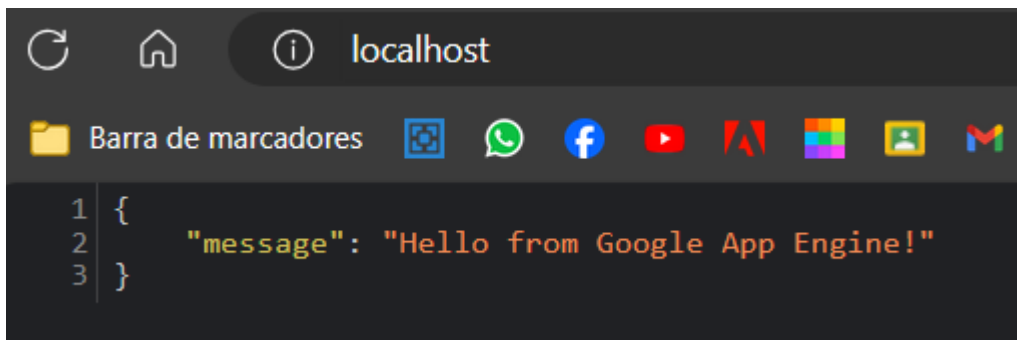 localhost
Barra de marcadores
1 {
2 "message": "Hello from Google App Engine!"
3 }